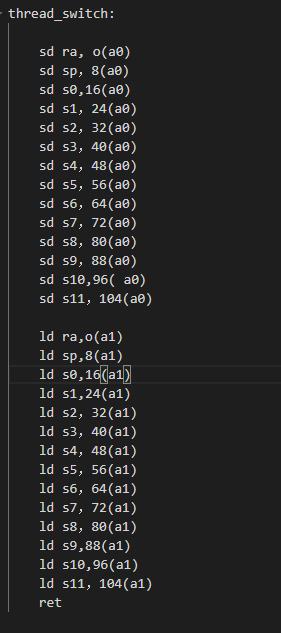 thread_switch:
sd ra, o(a0)
sd sp, 8(a0)
sd s0,16(a0)
sd s1, 24(a0)
sd s2, 32(a0)
sd s3, 40(a0)
sd s4, 48(a0)
sd s5, 56(a0)
sd s6, 64(a0)
sd s7, 72(a0)
sd s8, 80(a0)
sd s9, 88(a0)
sd s10,96( a0)
sd s11, 104(a0)
ld ra,o(a1)
ld sp,8(a1)
ld s0,16(a1)
ld s1,24(a1)
ld s2, 32(a1)
ld s3, 40(a1)
ld s4, 48(a1)
ld s5, 56(a1)
ld s6, 64(a1)
ld s7, 72(a1)
ld s8, 80(a1)
ld s9,88(a1)
ld s10,96(a1)
ld s11, 104(a1)
ret